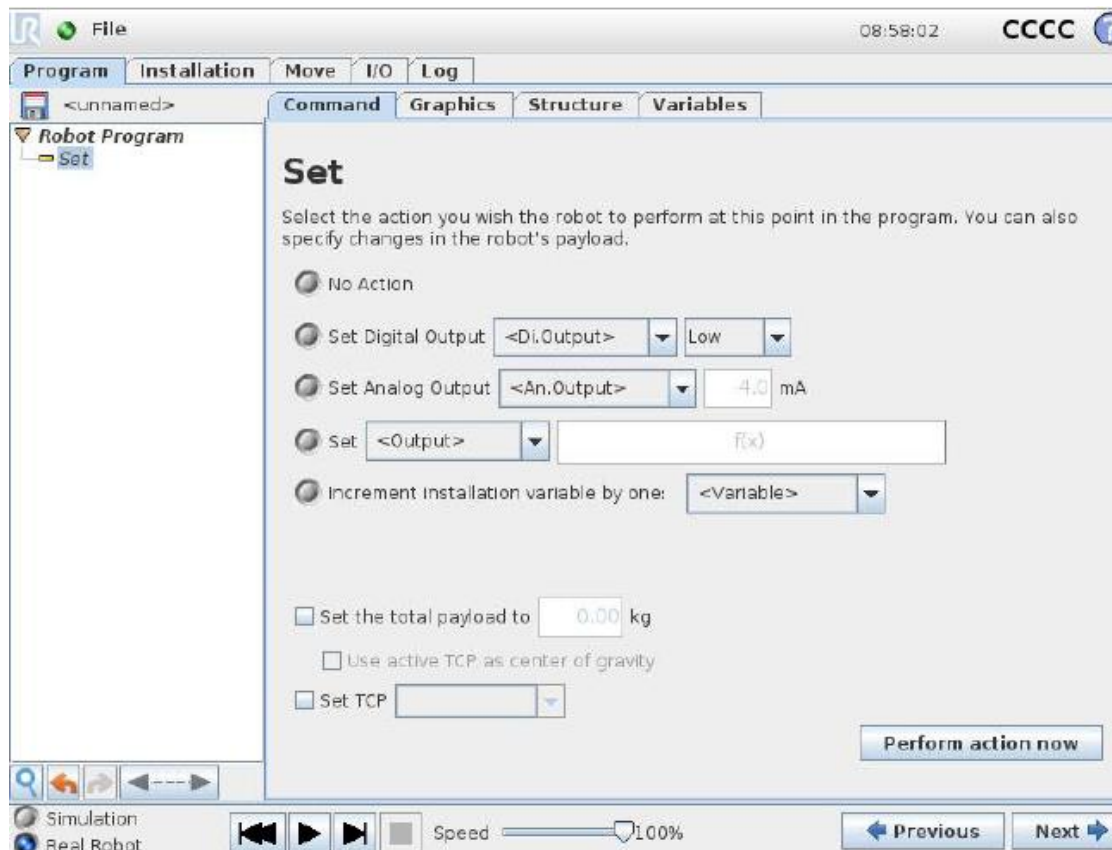 File 08:58:02 CCCC ?
Program Installation Move I/O Log
<unnamed> Command Graphics Structure Variables
Robot Program
Set
Set
Select the action you wish the robot to perform at this point in the program. You can also
specify changes in the robot's payload.
No Action
Set Digital Output <Di.Output> Low
Set Analog Output <An.Output> 4.0 mA
Set <Output> f(x)
Increment installation variable by one: <Variable>
Set the total payload to 0.00 kg
Use active TCP as center of gravity
Set TCP
Perform action now
Simulation
Real Robot
Speed 100%
Previous Next